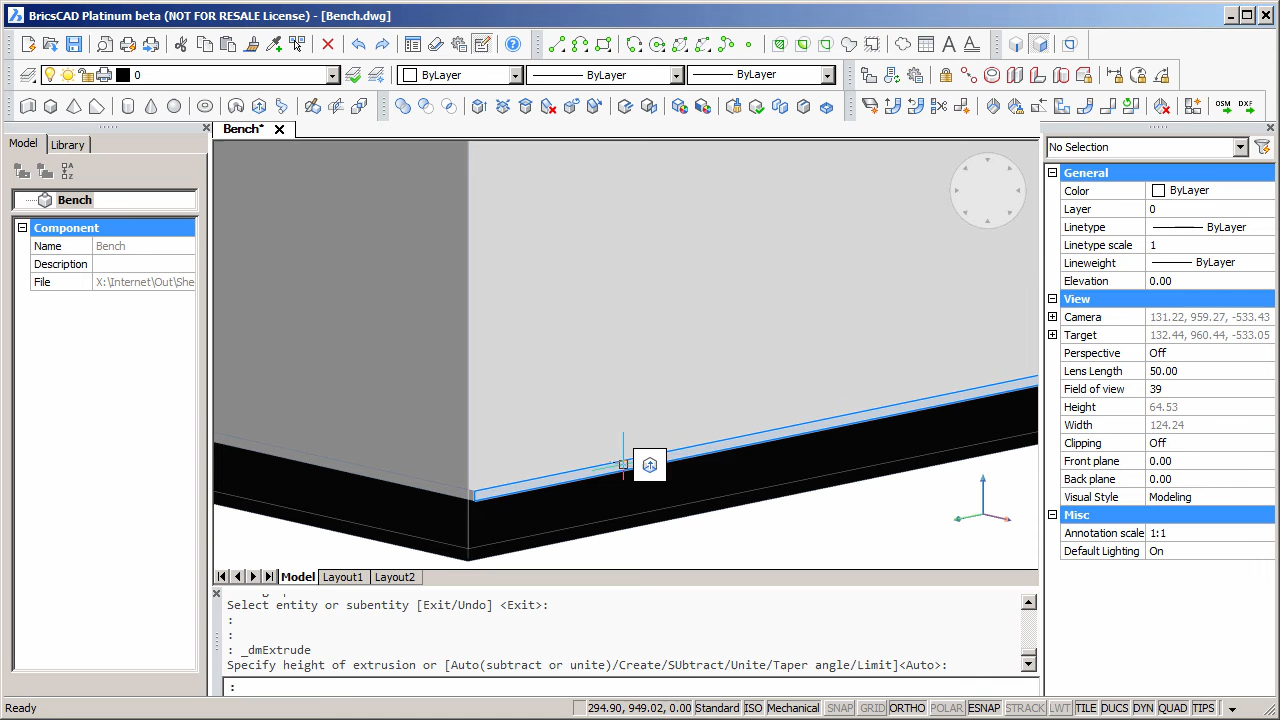 BricsCAD Platinum beta (NOT FOR RESALE License) - [Bench.dwg]
0
ByLayer
ByLayer
ByLayer
OSM
DXF
Model
Library
Bench
Component
Name Bench
Description
File X:\Internet\Out\She
Bench*
No Selection
General
Color ByLayer
Layer 0
Linetype ByLayer
Linetype scale 1
Lineweight ByLayer
Elevation 0.00
View
Camera 131.22, 959.27, -533.43
Target 132.44, 960.44, -533.05
Perspective Off
Lens Length 50.00
Field of view 39
Height 64.53
Width 124.24
Clipping Off
Front plane 0.00
Back plane 0.00
Visual Style Modeling
Misc
Annotation scale 1:1
Default Lighting On
Model Layout1 Layout2
Select entity or subentity [Exit/Undo] <Exit>:
:
:
: _dmExtrude
Specify height of extrusion or [Auto(subtract or unite)/Create/SUbtract/Unite/Taper angle/Limit]<Auto>:
:
Ready
294.90, 949.02, 0.00 Standard ISO Mechanical SNAP GRID ORTHO POLAR ESNAP STRACK LWT TILE DUCS DYN QUAD TIPS